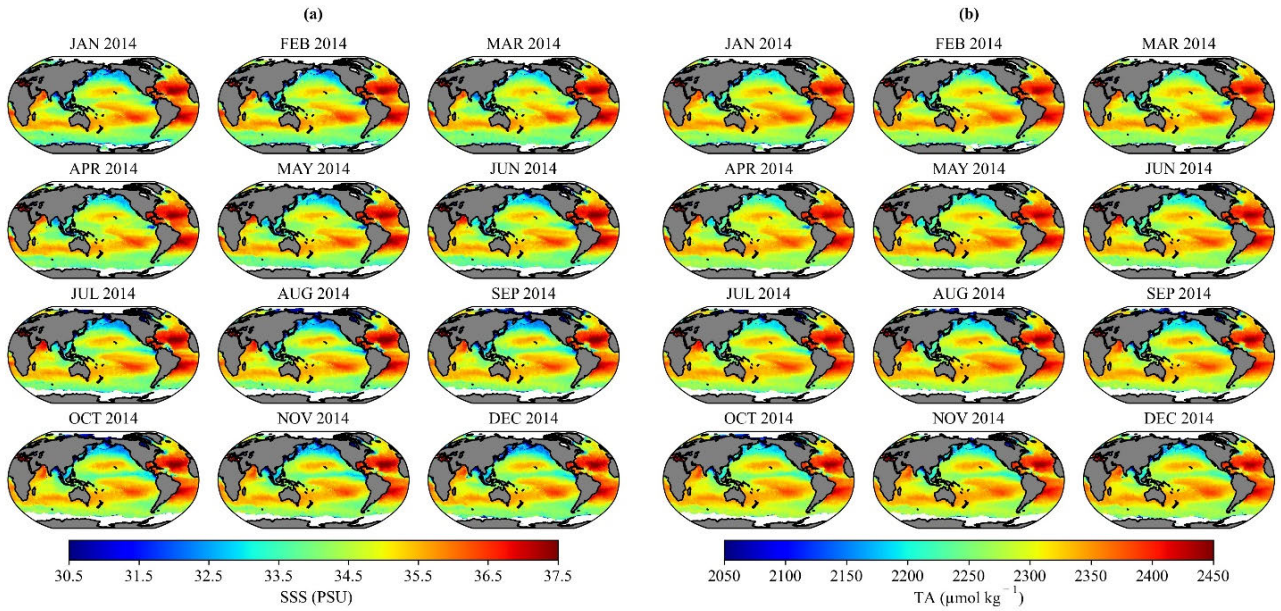 (a)
JAN 2014 FEB 2014 MAR 2014
APR 2014 MAY 2014 JUN 2014
JUL 2014 AUG 2014 SEP 2014
OCT 2014 NOV 2014 DEC 2014
30.5 31.5 32.5 33.5 34.5 35.5 36.5 37.5
SSS (PSU)
(b)
JAN 2014 FEB 2014 MAR 2014
APR 2014 MAY 2014 JUN 2014
JUL 2014 AUG 2014 SEP 2014
OCT 2014 NOV 2014 DEC 2014
2050 2100 2150 2200 2250 2300 2350 2400 2450
TA (μmol kg⁻¹)